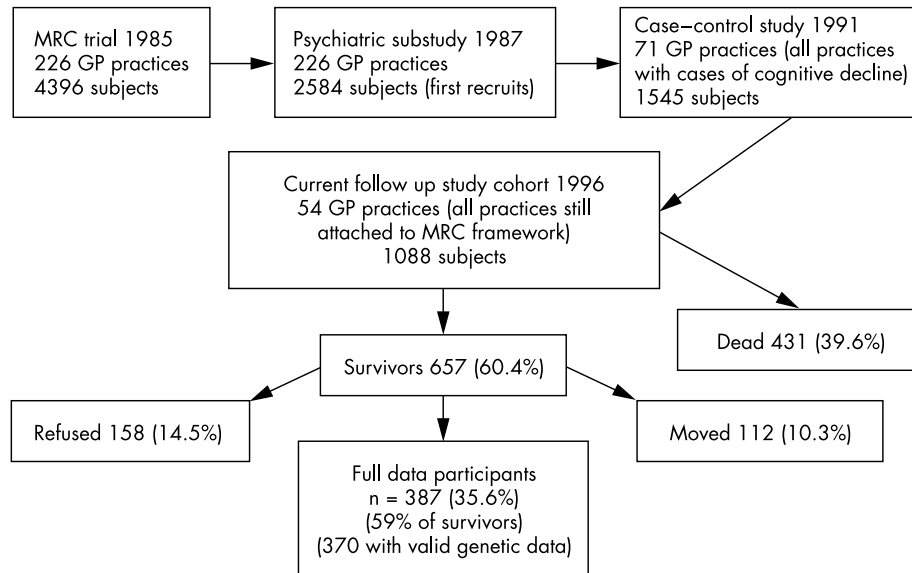 MRC trial 1985
226 GP practices
4396 subjects
Psychiatric substudy 1987
226 GP practices
2584 subjects (first recruits)
Case–control study 1991
71 GP practices (all practices
with cases of cognitive decline)
1545 subjects
Current follow up study cohort 1996
54 GP practices (all practices still
attached to MRC framework)
1088 subjects
Dead 431 (39.6%)
Survivors 657 (60.4%)
Refused 158 (14.5%)
Moved 112 (10.3%)
Full data participants
n = 387 (35.6%)
(59% of survivors)
(370 with valid genetic data)